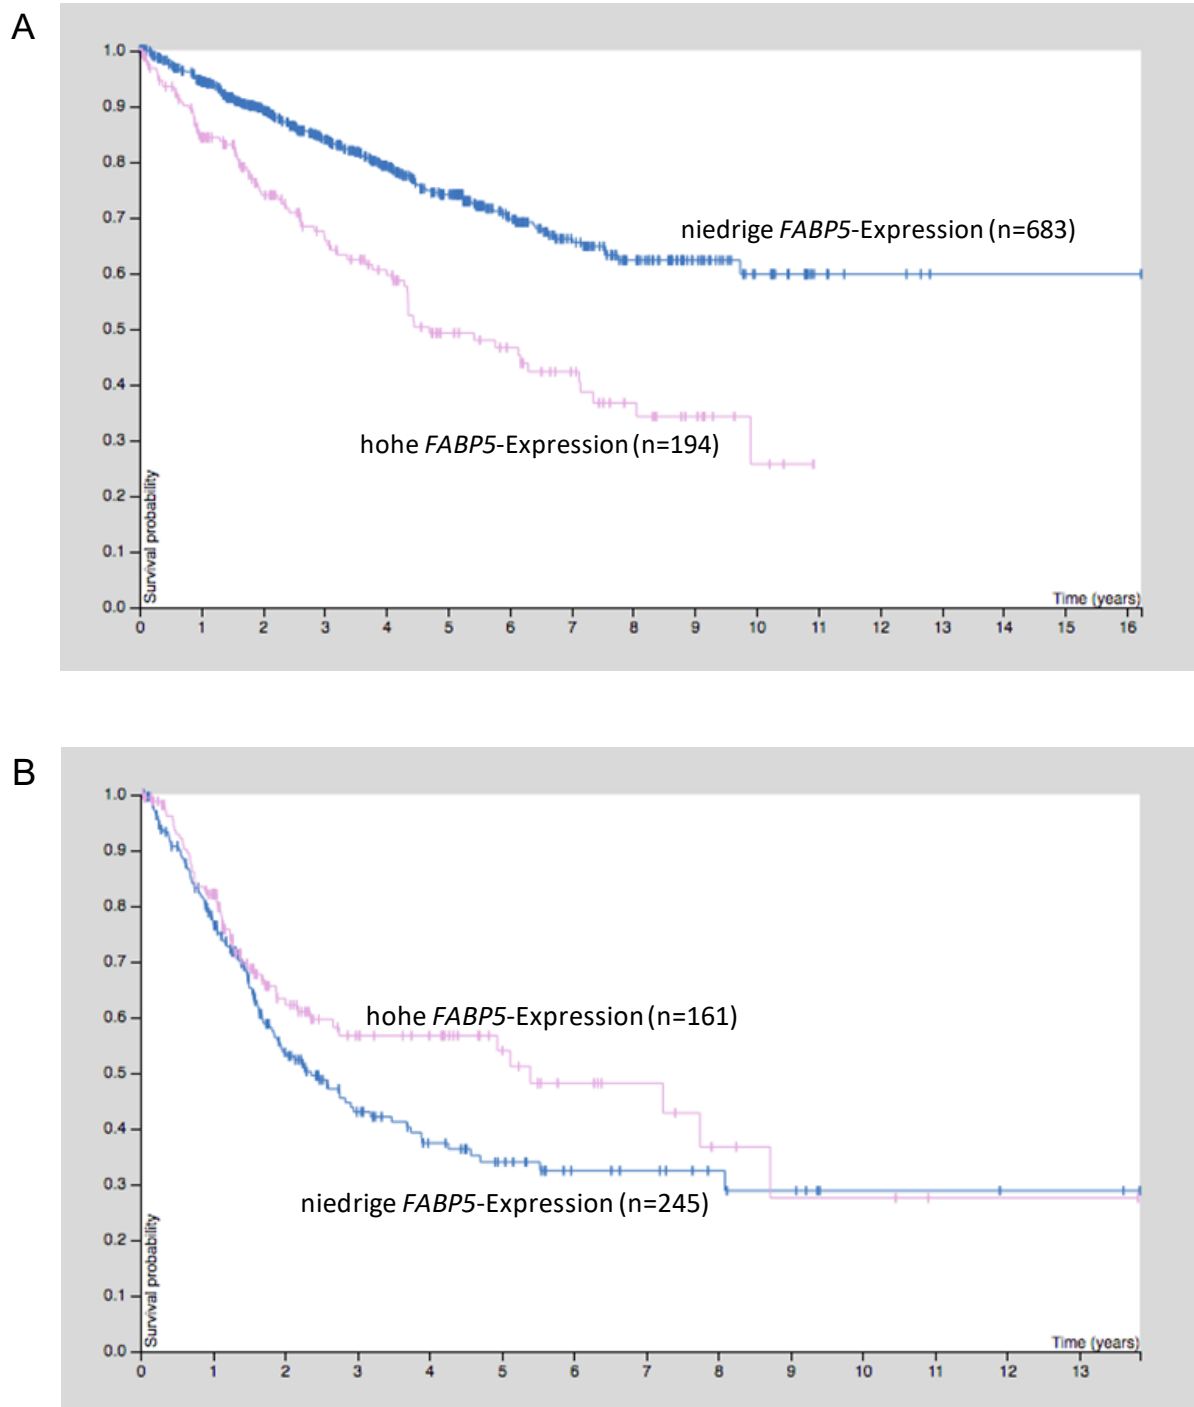 A
1.0
0.9
0.8
0.7
0.6
0.5
0.4
0.3
0.2
0.1
0.0
Survival probability
niedrige FABP5-Expression (n=683)
hohe FABP5-Expression (n=194)
Time (years)
0 1 2 3 4 5 6 7 8 9 10 11 12 13 14 15 16
B
1.0
0.9
0.8
0.7
0.6
0.5
0.4
0.3
0.2
0.1
0.0
Survival probability
hohe FABP5-Expression (n=161)
niedrige FABP5-Expression (n=245)
Time (years)
0 1 2 3 4 5 6 7 8 9 10 11 12 13